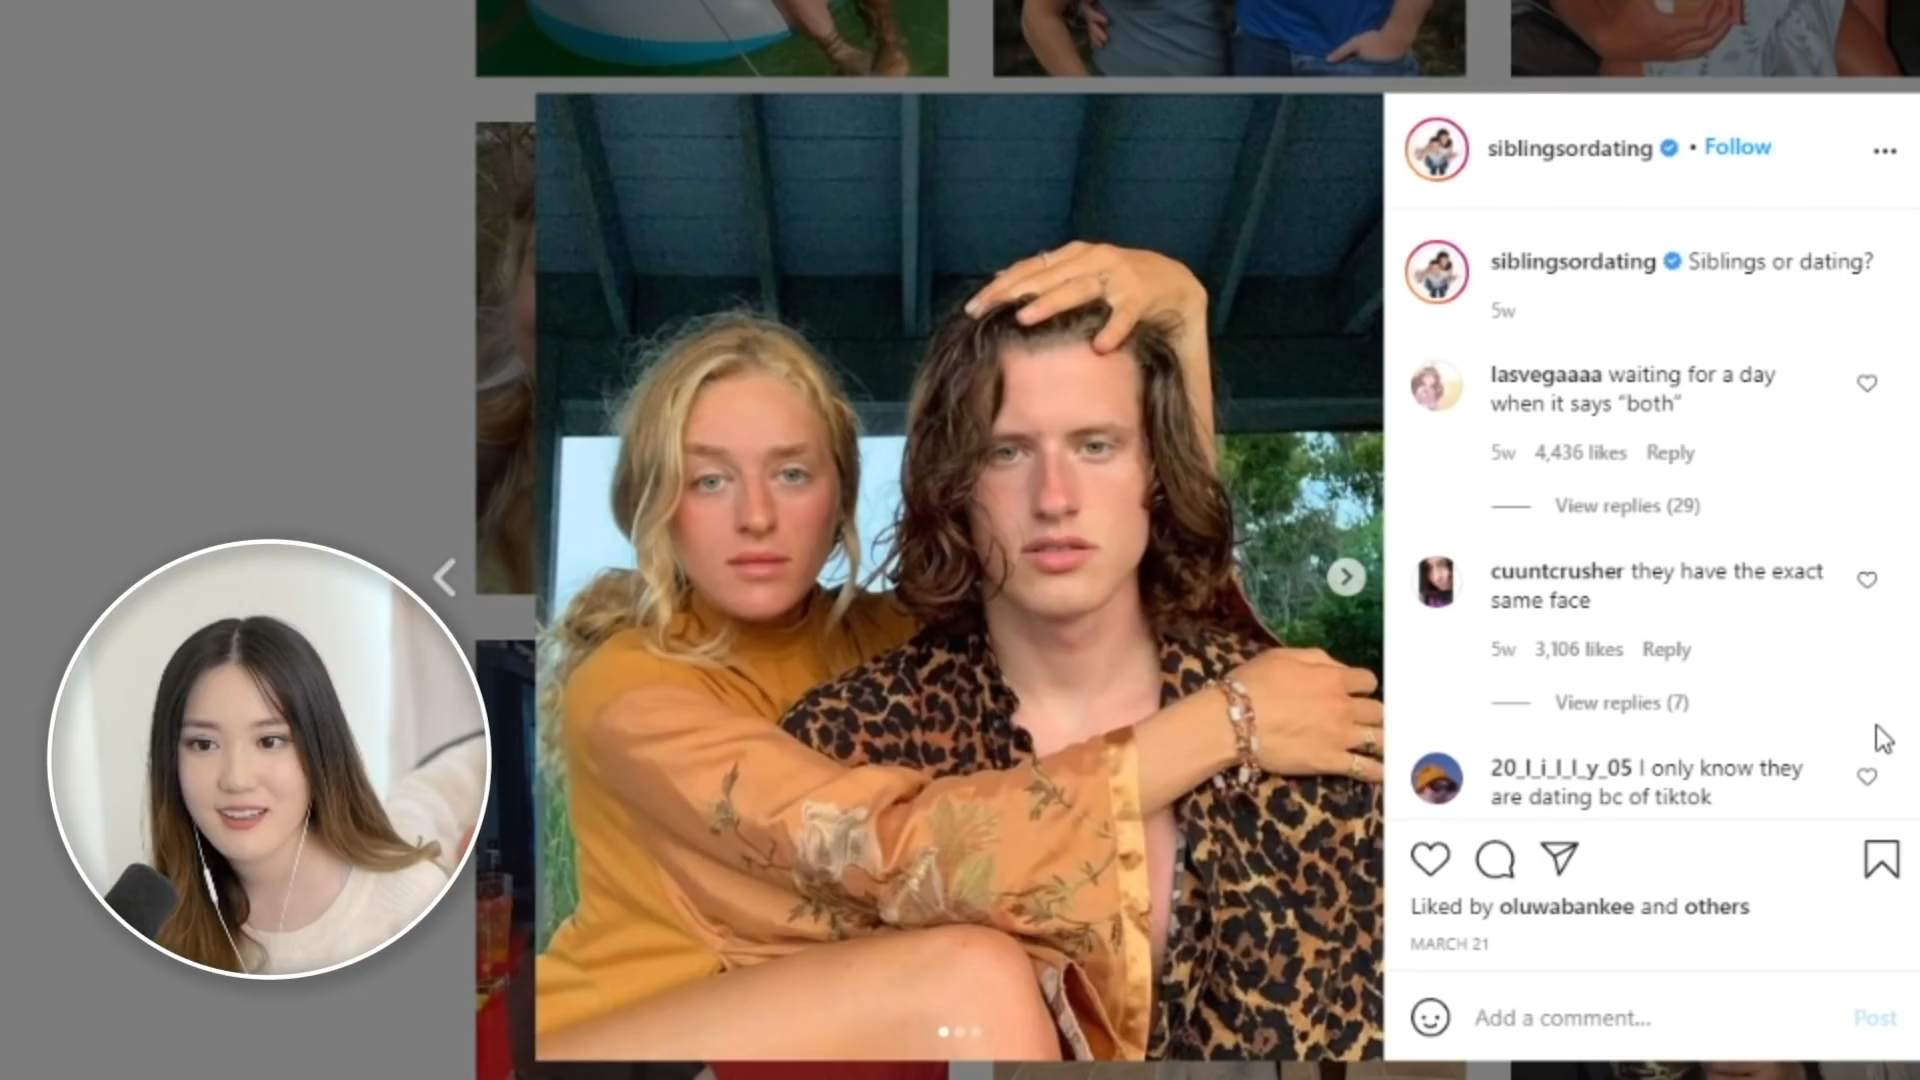 siblingsordating • Follow
siblingsordating Siblings or dating?
5w
lasvegaaaa waiting for a day
when it says “both”
5w 4,436 likes Reply
View replies (29)
cuuntcrusher they have the exact
same face
5w 3,106 likes Reply
View replies (7)
20_l_i_l_l_y_05 I only know they
are dating bc of tiktok
Liked by oluwabankee and others
MARCH 21
Add a comment... Post